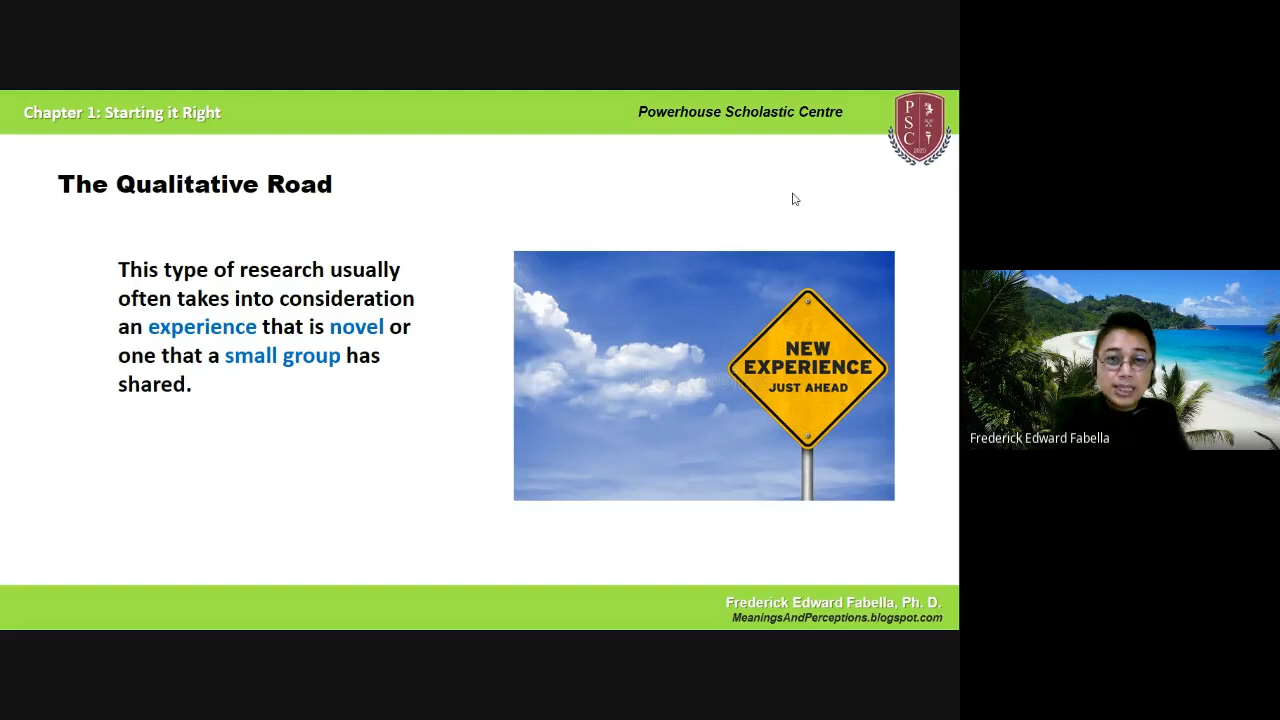 Chapter 1: Starting it Right
Powerhouse Scholastic Centre
P
S
C
2020
The Qualitative Road
This type of research usually
often takes into consideration
an experience that is novel or
one that a small group has
shared.
NEW
EXPERIENCE
JUST AHEAD
Frederick Edward Fabella
Frederick Edward Fabella, Ph. D.
MeaningsAndPerceptions.blogspot.com